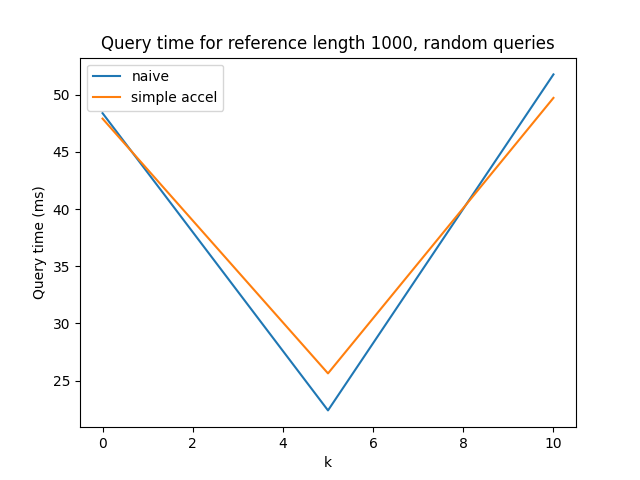 Query time for reference length 1000, random queries
naive
simple accel
Query time (ms)
50
45
40
35
30
25
0 2 4 6 8 10
k